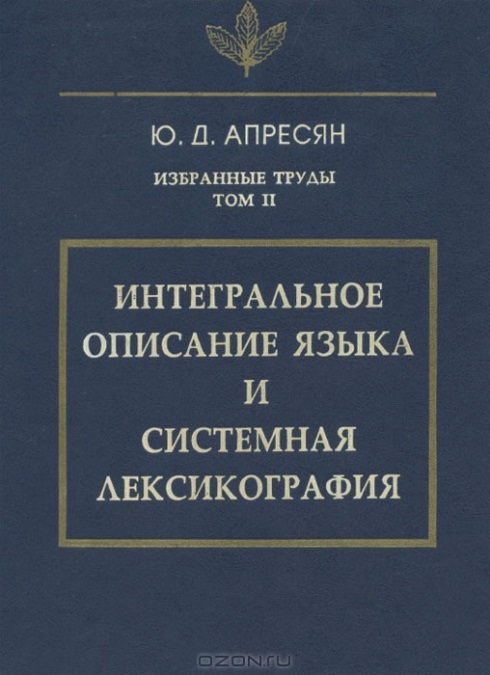 Ю. Д. АПРЕСЯН
ИЗБРАННЫЕ ТРУДЫ
ТОМ II
ИНТЕГРАЛЬНОЕ
ОПИСАНИЕ ЯЗЫКА
И
СИСТЕМНАЯ
ЛЕКСИКОГРАФИЯ
OZON.ru